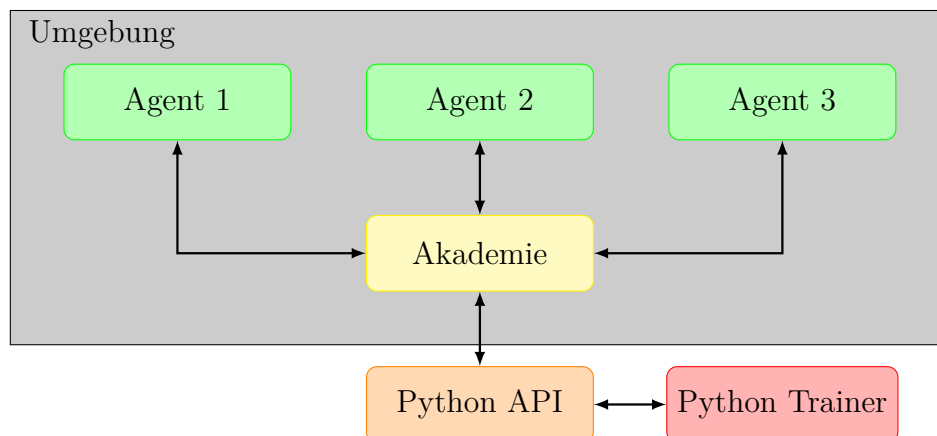 Umgebung
Agent 1
Agent 2
Agent 3
Akademie
Python API
Python Trainer